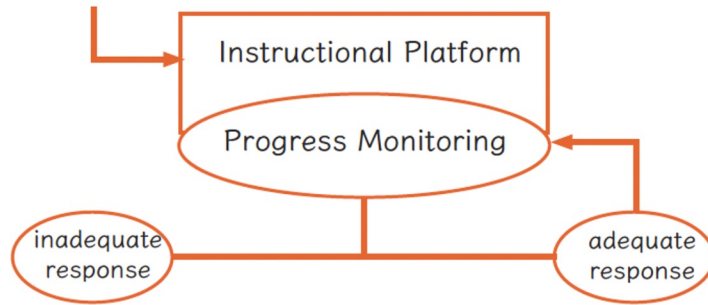 Instructional Platform
Progress Monitoring
inadequate
response
adequate
response